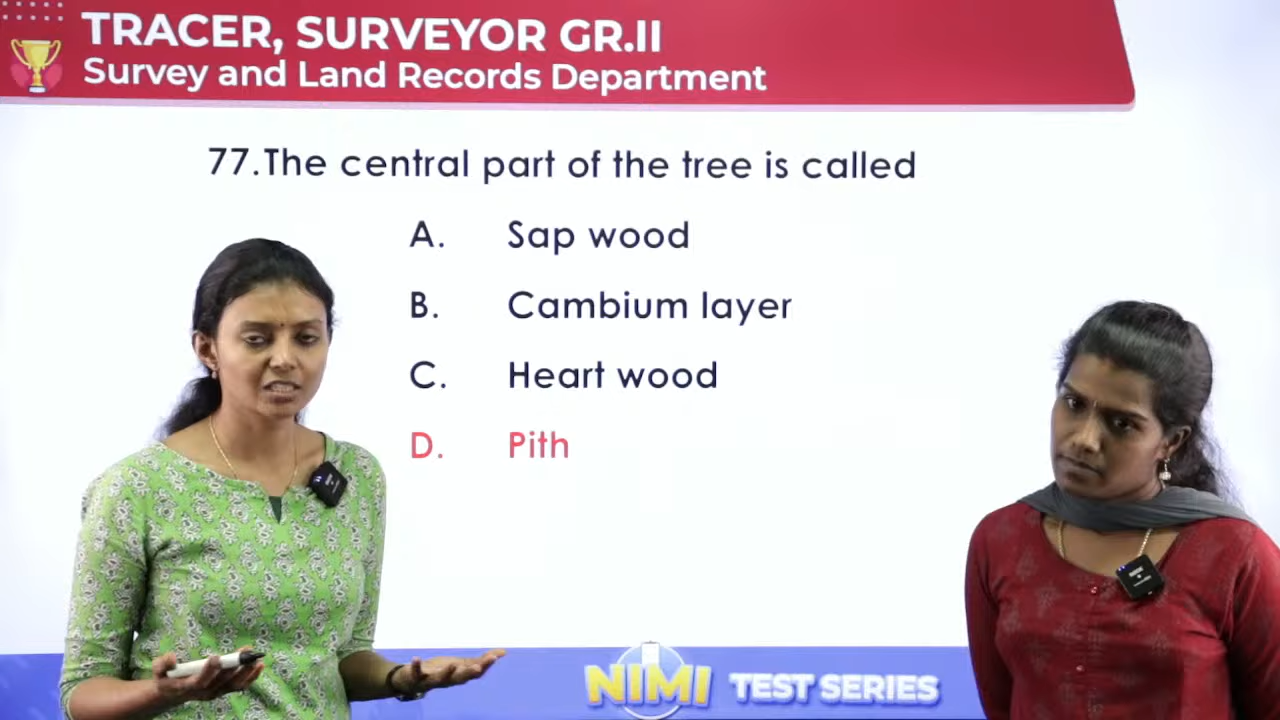 TRACER, SURVEYOR GR.II
Survey and Land Records Department
77.The central part of the tree is called
A. Sap wood
B. Cambium layer
C. Heart wood
D. Pith
NIMI TEST SERIES